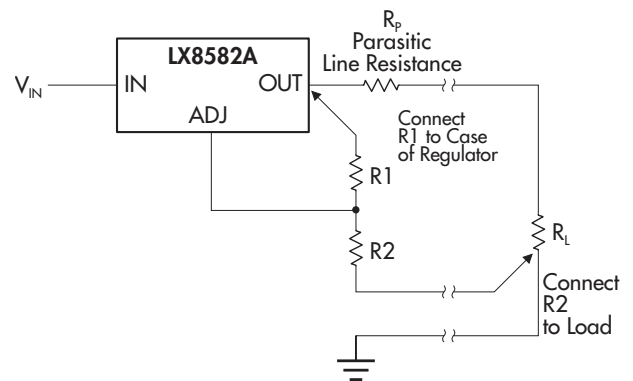 R_P
Parasitic
Line Resistance
LX8582A
V_IN
IN
OUT
ADJ
Connect
R1 to Case
of Regulator
R1
R2
R_L
Connect
R2
to Load